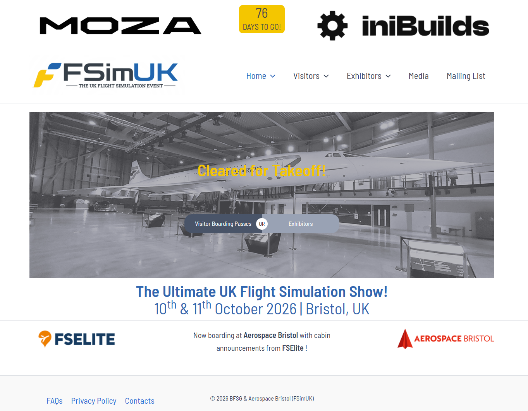 MOZA
76
DAYS TO GO!
iniBuilds
FSimUK
THE UK FLIGHT SIMULATION EVENT
Home
Visitors
Exhibitors
Media
Mailing List
Cleared for Takeoff!
Visitor Boarding Passes
OR
Exhibitors
The Ultimate UK Flight Simulation Show!
10th & 11th October 2026 | Bristol, UK
FSELITE
Now boarding at Aerospace Bristol with cabin
announcements from FSElite !
AEROSPACE BRISTOL
FAQs
Privacy Policy
Contacts
© 2026 BFSG & Aerospace Bristol (FSimUK)